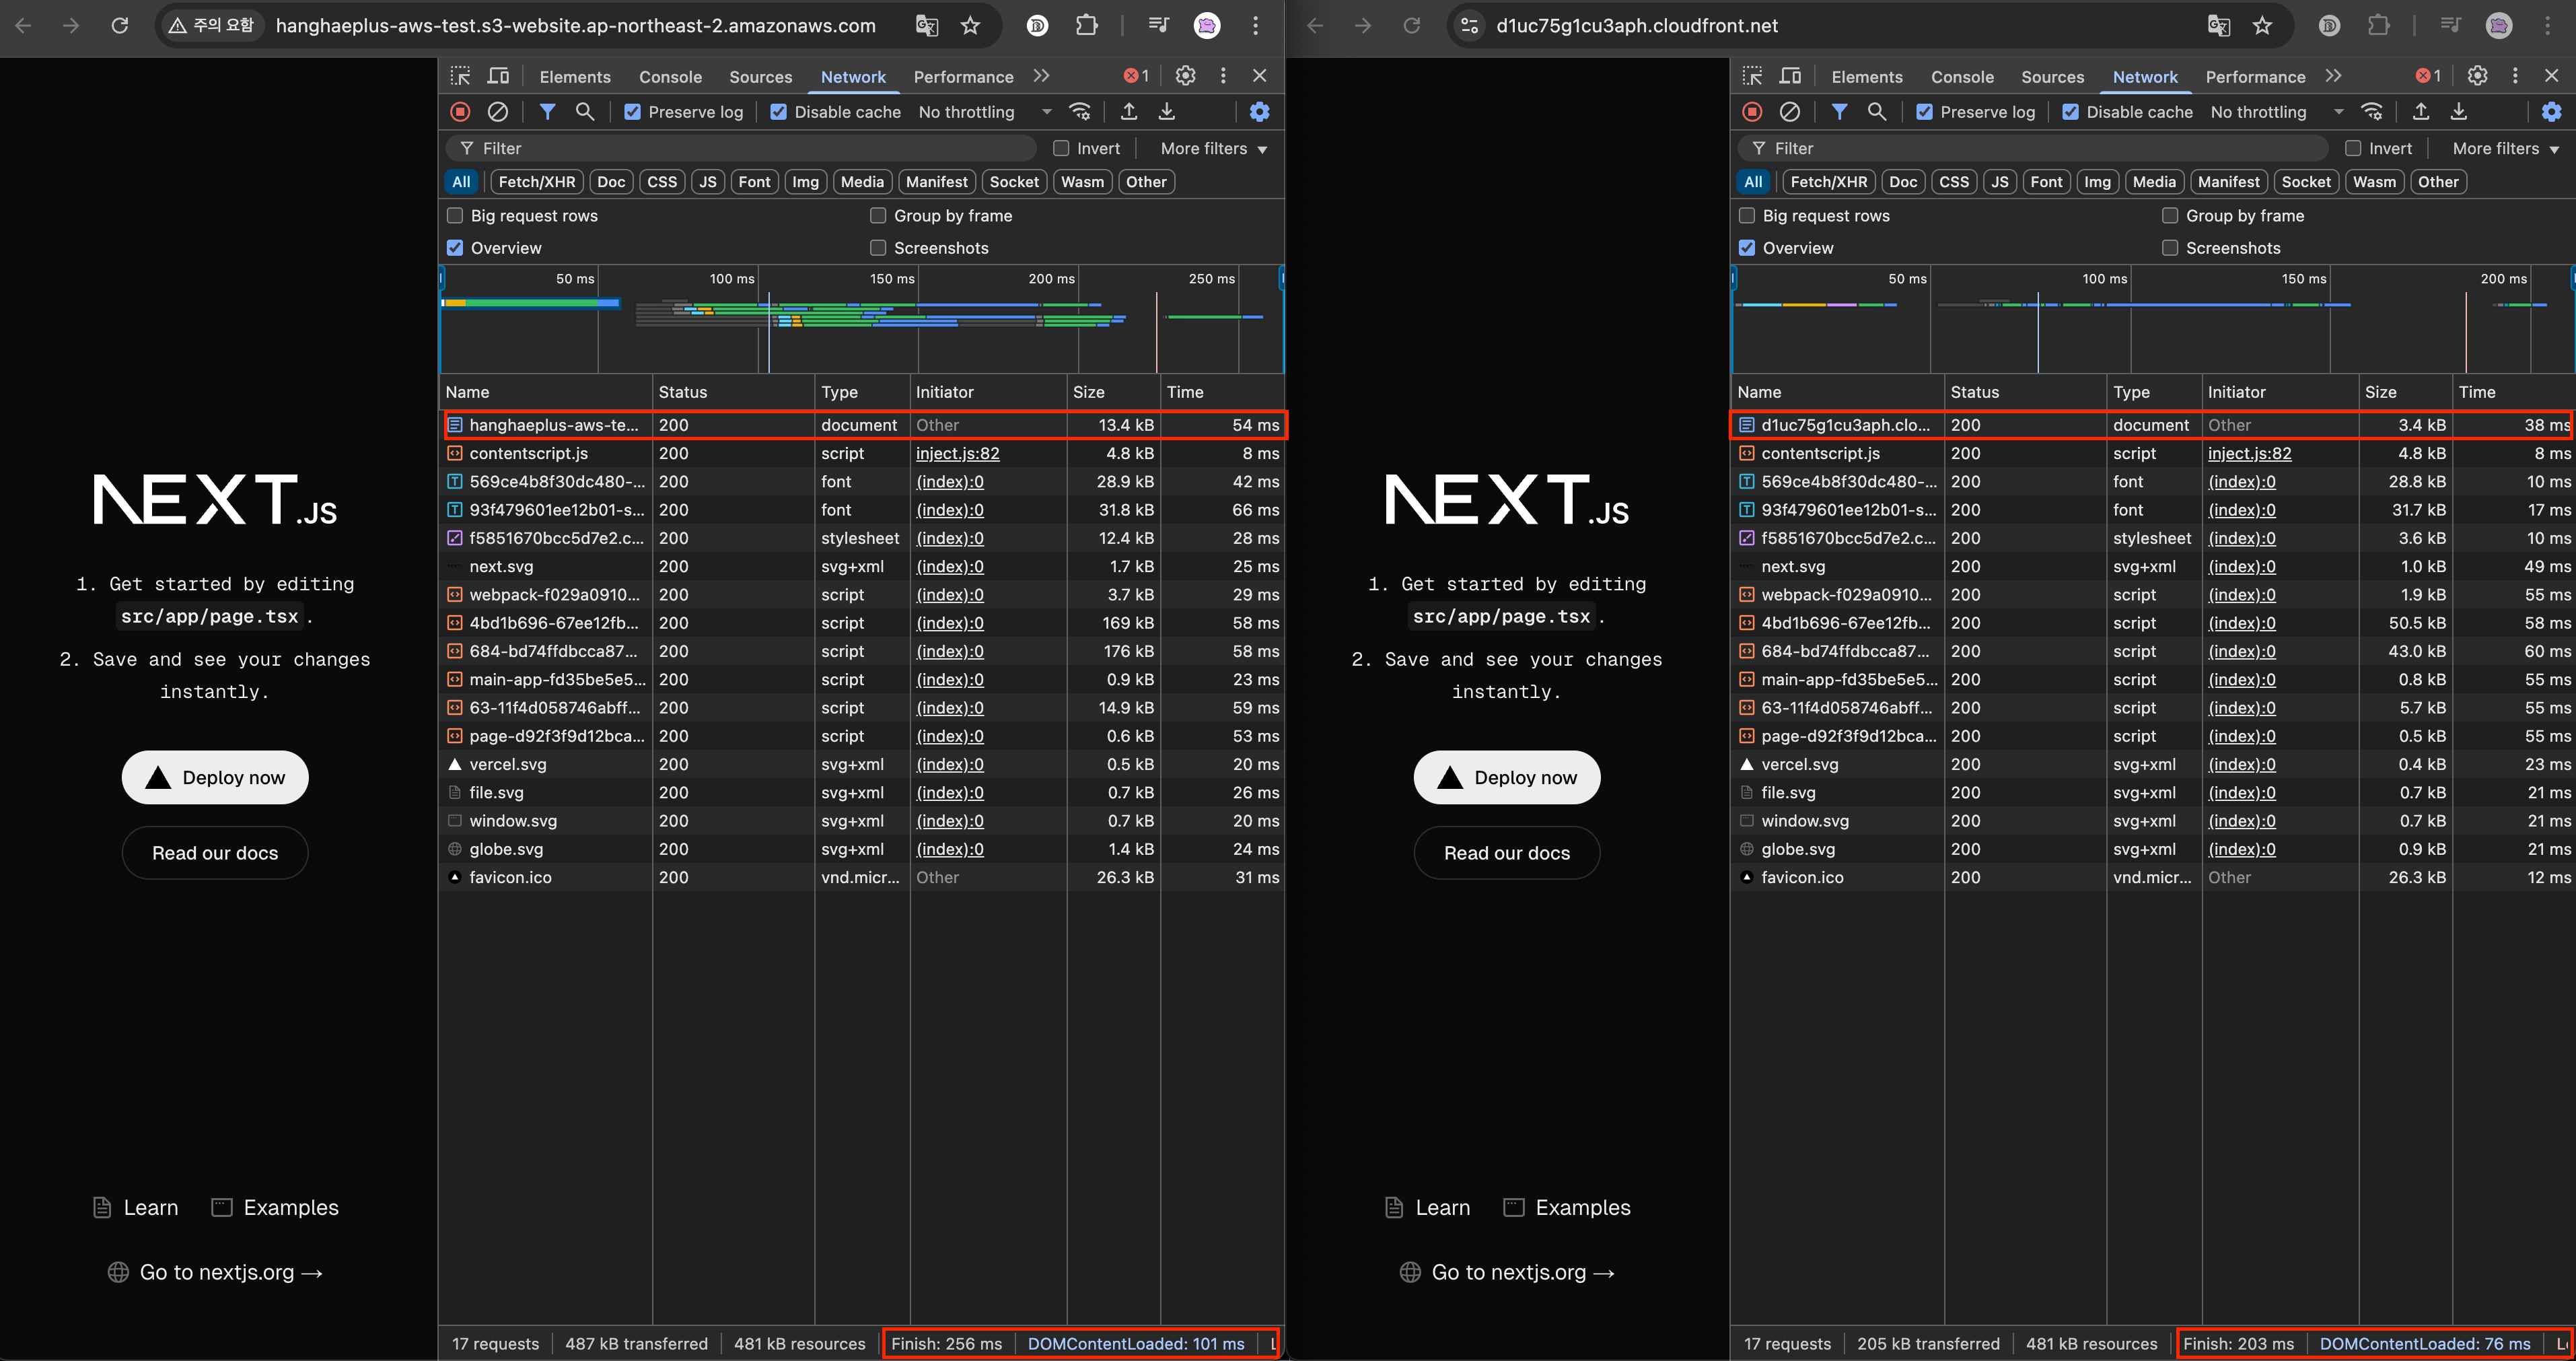 주의 요함 hanghaeplus-aws-test.s3-website.ap-northeast-2.amazonaws.com
Elements Console Sources Network Performance 1
Preserve log Disable cache No throttling
Filter Invert More filters
All Fetch/XHR Doc CSS JS Font Img Media Manifest Socket Wasm Other
Big request rows Group by frame
Overview Screenshots
50 ms 100 ms 150 ms 200 ms 250 ms
Name Status Type Initiator Size Time
hanghaeplus-aws-te... 200 document Other 13.4 kB 54 ms
contentscript.js 200 script inject.js:82 4.8 kB 8 ms
569ce4b8f30dc480-... 200 font (index):0 28.9 kB 42 ms
93f479601ee12b01-s... 200 font (index):0 31.8 kB 66 ms
f5851670bcc5d7e2.c... 200 stylesheet (index):0 12.4 kB 28 ms
next.svg 200 svg+xml (index):0 1.7 kB 25 ms
webpack-f029a0910... 200 script (index):0 3.7 kB 29 ms
4bd1b696-67ee12fb... 200 script (index):0 169 kB 58 ms
684-bd74ffdbcca87... 200 script (index):0 176 kB 58 ms
main-app-fd35be5e5... 200 script (index):0 0.9 kB 23 ms
63-11f4d058746abff... 200 script (index):0 14.9 kB 59 ms
page-d92f3f9d12bca... 200 script (index):0 0.6 kB 53 ms
vercel.svg 200 svg+xml (index):0 0.5 kB 20 ms
file.svg 200 svg+xml (index):0 0.7 kB 26 ms
window.svg 200 svg+xml (index):0 0.7 kB 20 ms
globe.svg 200 svg+xml (index):0 1.4 kB 24 ms
favicon.ico 200 vnd.micr... Other 26.3 kB 31 ms
17 requests 487 kB transferred 481 kB resources Finish: 256 ms DOMContentLoaded: 101 ms L
NEXT.JS
1. Get started by editing
src/app/page.tsx.
2. Save and see your changes
instantly.
Deploy now
Read our docs
Learn Examples
Go to nextjs.org →
d1uc75g1cu3aph.cloudfront.net
Elements Console Sources Network Performance 1
Preserve log Disable cache No throttling
Filter Invert More filters
All Fetch/XHR Doc CSS JS Font Img Media Manifest Socket Wasm Other
Big request rows Group by frame
Overview Screenshots
50 ms 100 ms 150 ms 200 ms
Name Status Type Initiator Size Time
d1uc75g1cu3aph.clo... 200 document Other 3.4 kB 38 ms
contentscript.js 200 script inject.js:82 4.8 kB 8 ms
569ce4b8f30dc480-... 200 font (index):0 28.8 kB 10 ms
93f479601ee12b01-s... 200 font (index):0 31.7 kB 17 ms
f5851670bcc5d7e2.c... 200 stylesheet (index):0 3.6 kB 10 ms
next.svg 200 svg+xml (index):0 1.0 kB 49 ms
webpack-f029a0910... 200 script (index):0 1.9 kB 55 ms
4bd1b696-67ee12fb... 200 script (index):0 50.5 kB 58 ms
684-bd74ffdbcca87... 200 script (index):0 43.0 kB 60 ms
main-app-fd35be5e5... 200 script (index):0 0.8 kB 55 ms
63-11f4d058746abff... 200 script (index):0 5.7 kB 55 ms
page-d92f3f9d12bca... 200 script (index):0 0.5 kB 55 ms
vercel.svg 200 svg+xml (index):0 0.4 kB 23 ms
file.svg 200 svg+xml (index):0 0.7 kB 21 ms
window.svg 200 svg+xml (index):0 0.7 kB 21 ms
globe.svg 200 svg+xml (index):0 0.9 kB 21 ms
favicon.ico 200 vnd.micr... Other 26.3 kB 12 ms
17 requests 205 kB transferred 481 kB resources Finish: 203 ms DOMContentLoaded: 76 ms L
NEXT.JS
1. Get started by editing
src/app/page.tsx.
2. Save and see your changes
instantly.
Deploy now
Read our docs
Learn Examples
Go to nextjs.org →